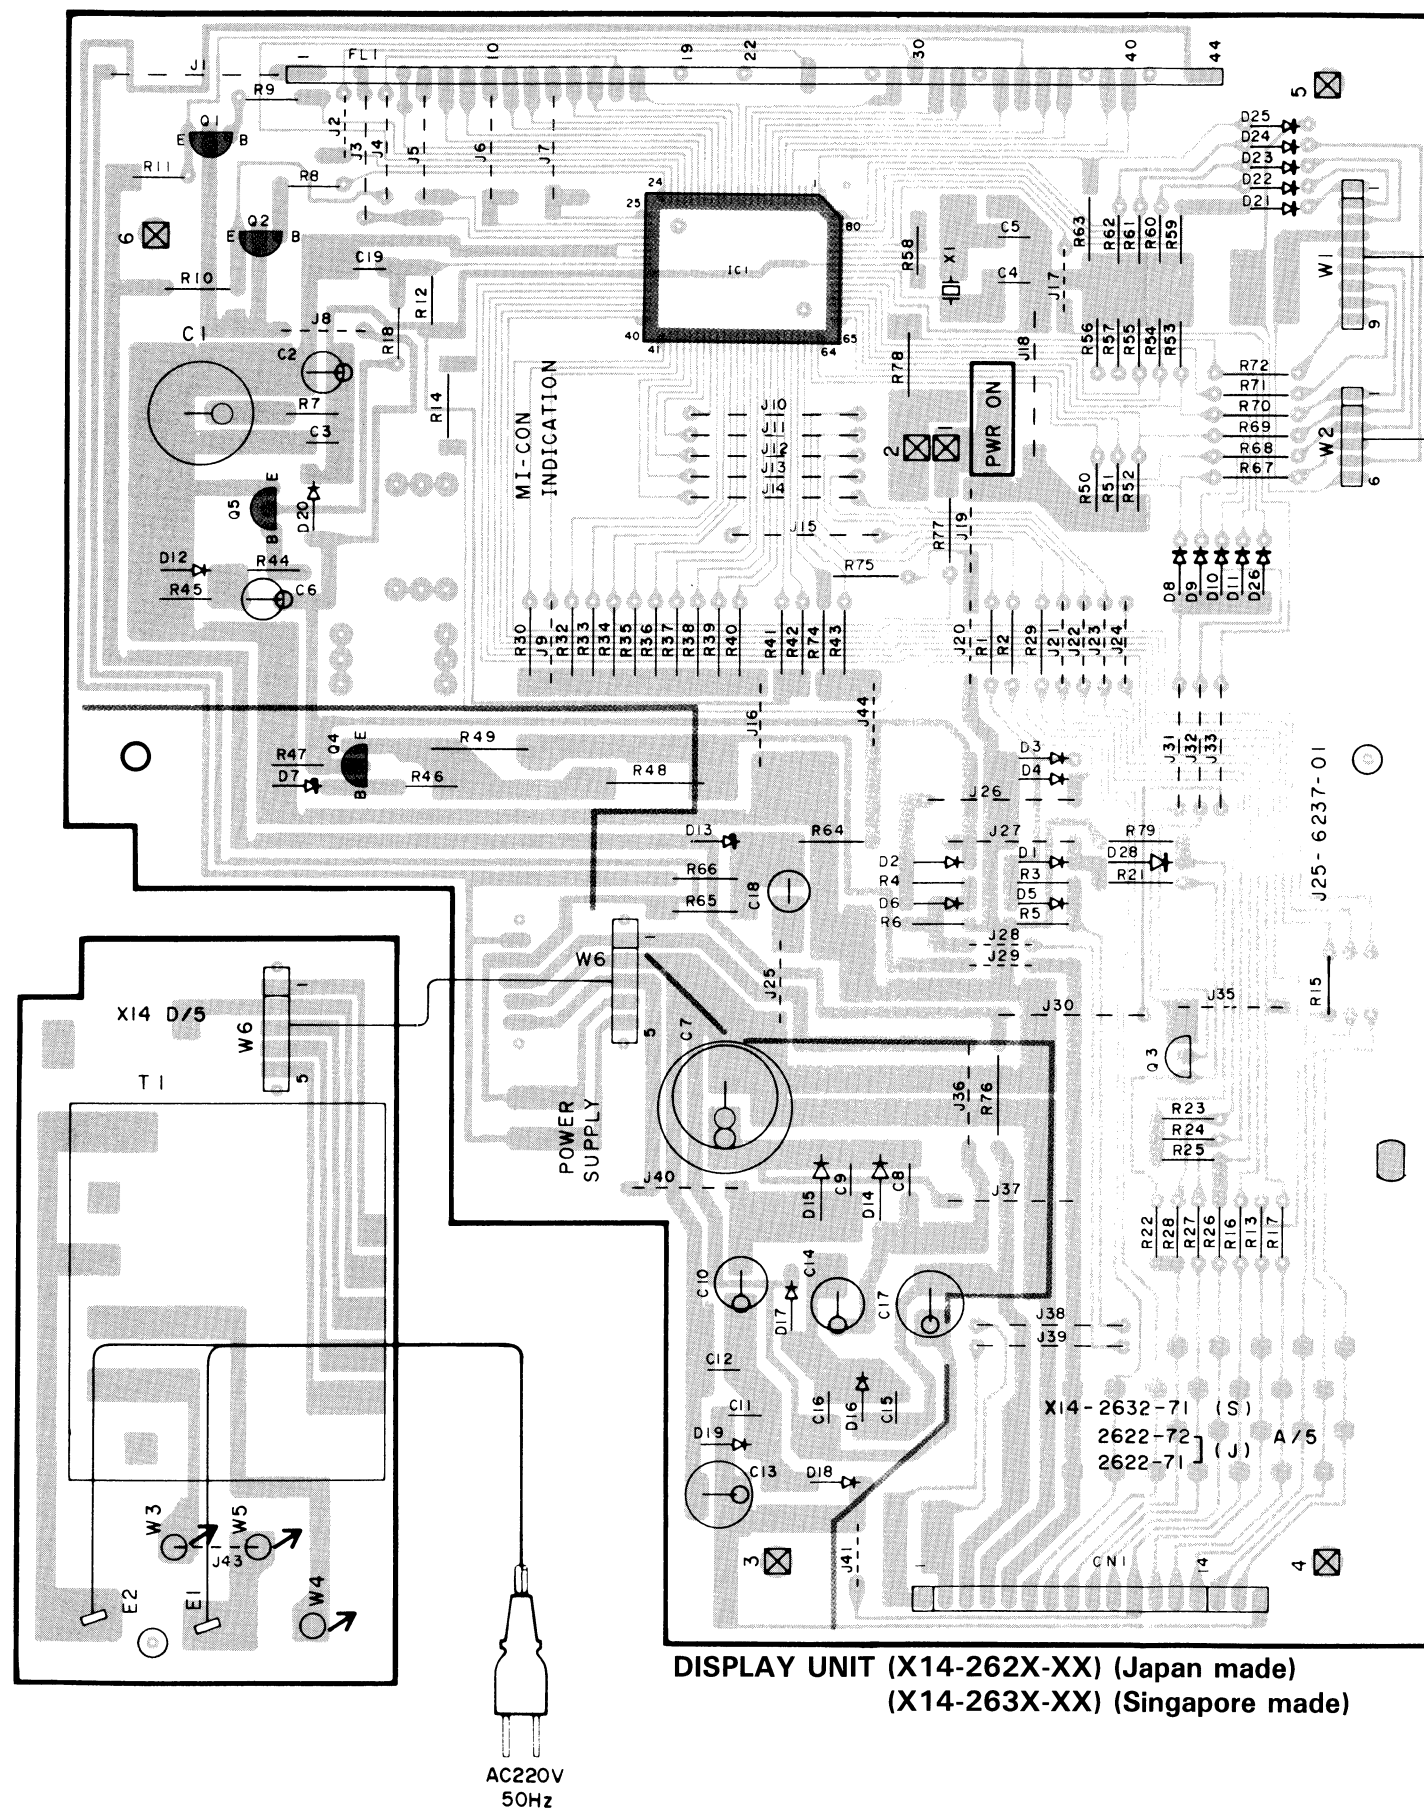 J1
FL1
1
10
19
22
30
40
44
R9
Q1
E
B
R11
R8
J2
J3
J4
J5
J6
J7
5
D25
D24
D23
D22
D21
24
25
1
80
IC1
40
41
64
65
6
Q2
E
B
C19
R10
R12
R18
R58
X1
C5
C4
J17
R63
R62
R61
R60
R59
W1
1
9
C1
C2
J8
R7
C3
R14
MI-CON
INDICATION
J10
J11
J12
J13
J14
J15
R78
2
1
PWR ON
J18
R56
R57
R55
R54
R53
R72
R71
R70
R69
R68
R67
W2
1
6
Q5
E
B
D20
D12
R44
R45
C6
R75
R77
J19
R50
R51
R52
D8
D9
D10
D11
D26
R30
J9
R32
R33
R34
R35
R36
R37
R38
R39
R40
R41
R42
R74
R43
J20
R1
R2
R29
J21
J22
J23
J24
J16
J44
J31
J32
J33
R47
Q4
E
B
D7
R49
R46
R48
D3
D4
J26
J25-6237-01
D13
R64
J27
R79
R66
D2
D1
D28
C18
R4
R3
R21
R65
D6
D5
R6
R5
J28
J29
W6
1
5
J25
J30
J35
R15
X14 D/5
W6
1
5
T1
C7
Q3
J36
R76
R23
R24
R25
POWER
SUPPLY
J40
D15
C9
D14
C8
J37
R22
R28
R27
R26
R16
R13
R17
C10
D17
C14
C17
J38
J39
C12
C11
C16
D16
C15
X14-2632-71 (S)
2622-72
2622-71
(J)
A/5
D19
C13
D18
W3
W5
J43
W4
E2
E1
3
J41
1
CN1
14
4
DISPLAY UNIT (X14-262X-XX) (Japan made)
(X14-263X-XX) (Singapore made)
AC220V
50Hz